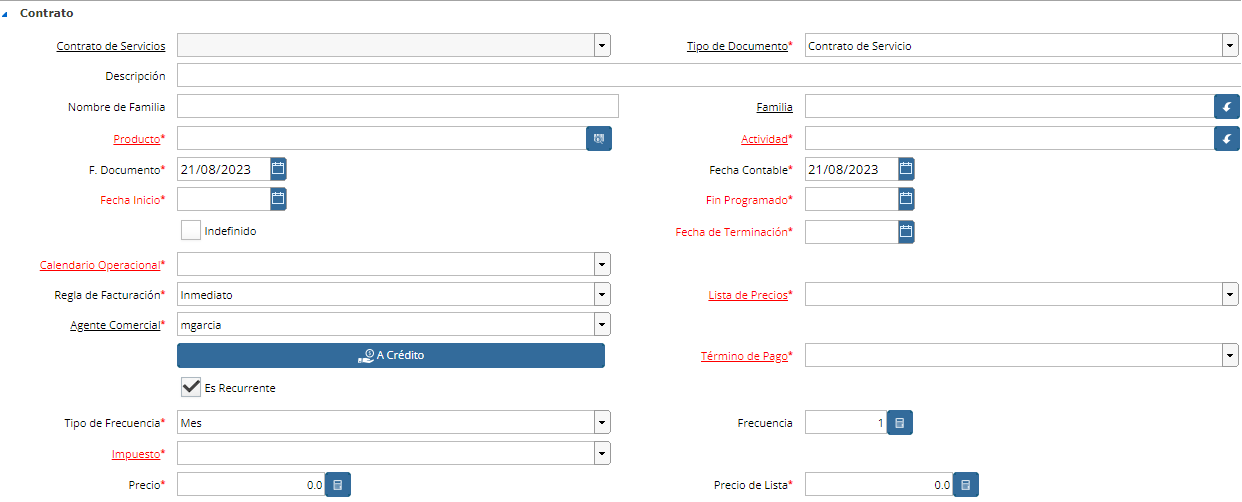 Contrato
Contrato de Servicios Tipo de Documento* Contrato de Servicio
Descripción
Nombre de Familia Familia
Producto* Actividad*
F. Documento* 21/08/2023 Fecha Contable* 21/08/2023
Fecha Inicio* Fin Programado*
Indefinido Fecha de Terminación*
Calendario Operacional*
Regla de Facturación* Inmediato Lista de Precios*
Agente Comercial* mgarcia
A Crédito Término de Pago*
Es Recurrente
Tipo de Frecuencia* Mes Frecuencia 1
Impuesto*
Precio* 0.0 Precio de Lista* 0.0